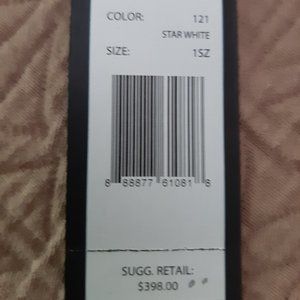 COLOR: 121
STAR WHITE
SIZE: 1SZ
8 88877 61081 8
SUGG. RETAIL:
$398.00